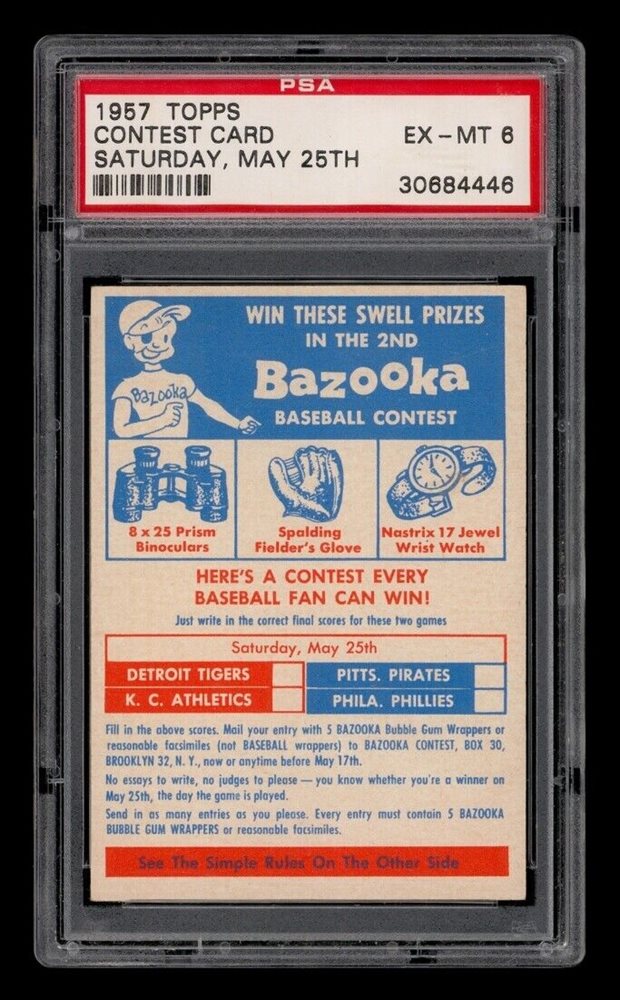 PSA
1957 TOPPS
CONTEST CARD EX-MT 6
SATURDAY, MAY 25TH
30684446
WIN THESE SWELL PRIZES
IN THE 2ND
Bazooka
BASEBALL CONTEST
Bazooka
8 x 25 Prism
Binoculars
Spalding
Fielder's Glove
Nastrix 17 Jewel
Wrist Watch
HERE'S A CONTEST EVERY
BASEBALL FAN CAN WIN!
Just write in the correct final scores for these two games
Saturday, May 25th
DETROIT TIGERS PITTS. PIRATES
K. C. ATHLETICS PHILA. PHILLIES
Fill in the above scores. Mail your entry with 5 BAZOOKA Bubble Gum Wrappers or
reasonable facsimiles (not BASEBALL wrappers) to BAZOOKA CONTEST, BOX 30,
BROOKLYN 32, N. Y., now or anytime before May 17th.
No essays to write, no judges to please — you know whether you're a winner on
May 25th, the day the game is played.
Send in as many entries as you please. Every entry must contain 5 BAZOOKA
BUBBLE GUM WRAPPERS or reasonable facsimiles.
See The Simple Rules On The Other Side
PSA